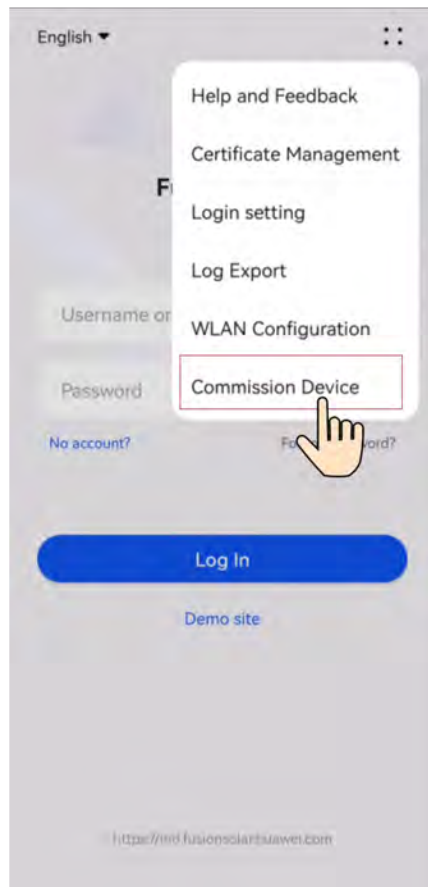 English
Help and Feedback
Certificate Management
F
Login setting
Log Export
Username or
WLAN Configuration
Password
Commission Device
No account?
Fo word?
Log In
Demo site